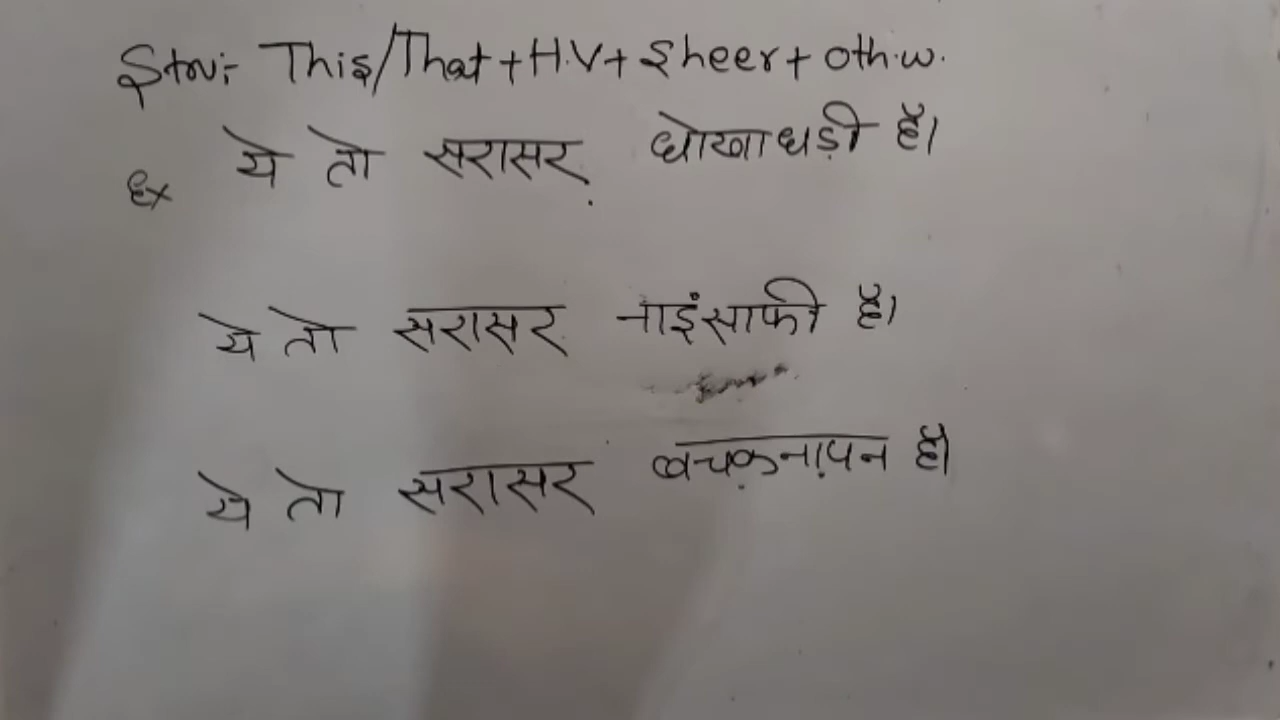 Stru:- This/That + H.V + Sheer + oth.w.
Ex ये तो सरासर धोखाधड़ी है।
ये तो सरासर नाइंसाफी है।
ये तो सरासर बचकानापन है।